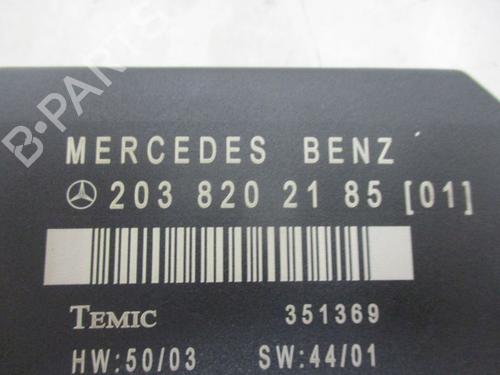 B-PARTS
MERCEDES BENZ
203 820 21 85 [01]
TEMIC 351369
HW:50/03 SW:44/01